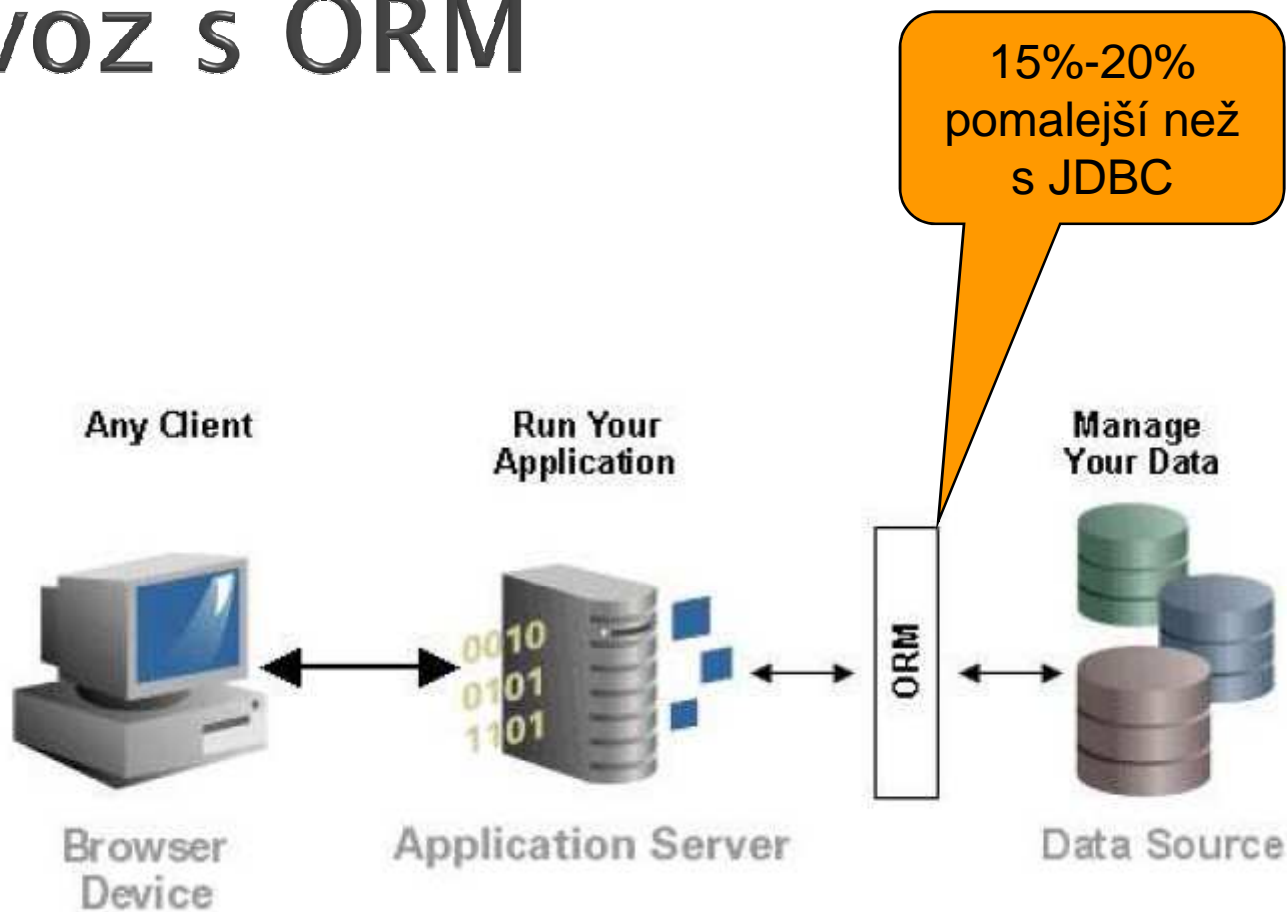 voz s ORM
15%-20%
pomalejší než
s JDBC
Any Client
Run Your
Application
Manage
Your Data
0010
0101
1101
ORM
Browser
Device
Application Server
Data Source